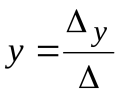 y = Δ_y / Δ